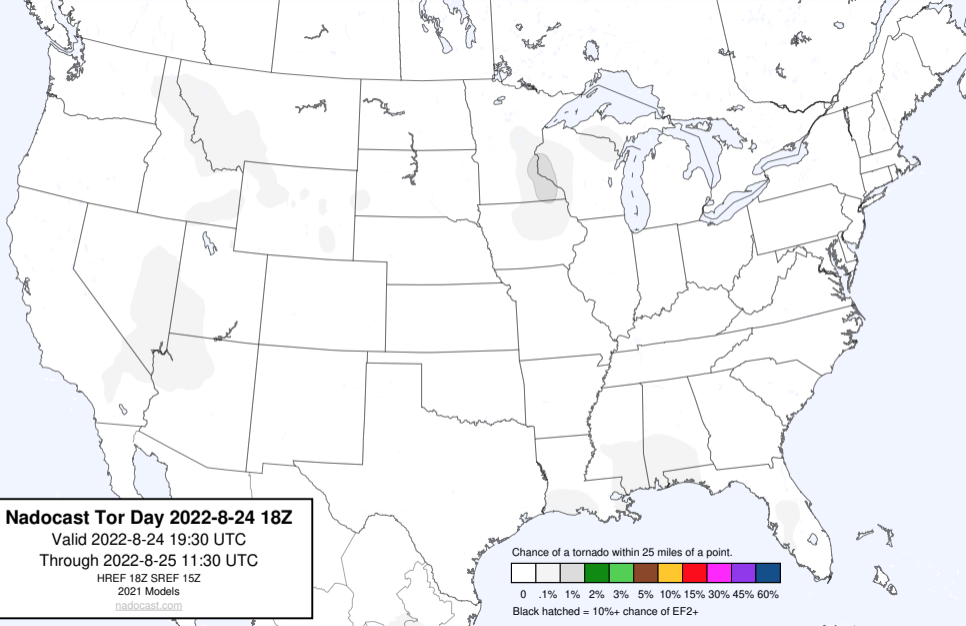 Nadocast Tor Day 2022-8-24 18Z
Valid 2022-8-24 19:30 UTC
Through 2022-8-25 11:30 UTC
HREF 18Z SREF 15Z
2021 Models
nadocast.com
Chance of a tornado within 25 miles of a point.
0 .1% 1% 2% 3% 5% 10% 15% 30% 45% 60%
Black hatched = 10%+ chance of EF2+